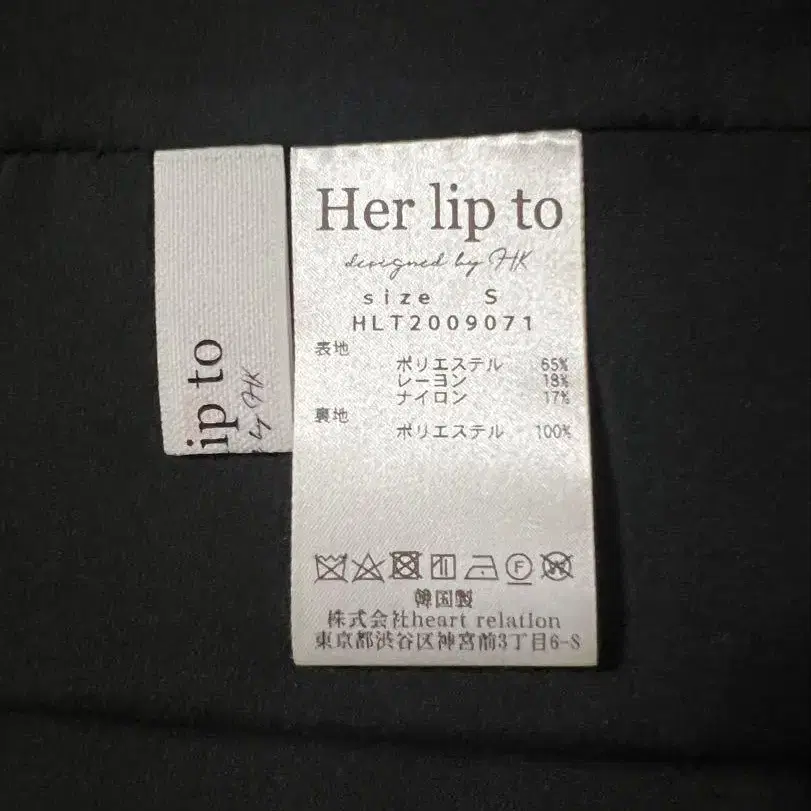 ip to
by HK
Her lip to
designed by HK
size S
HLT2009071
表地
ポリエステル 65%
レーヨン 18%
ナイロン 17%
裏地
ポリエステル 100%
F
W
韓国製
株式会社heart relation
東京都渋谷区神宮前3丁目6-S